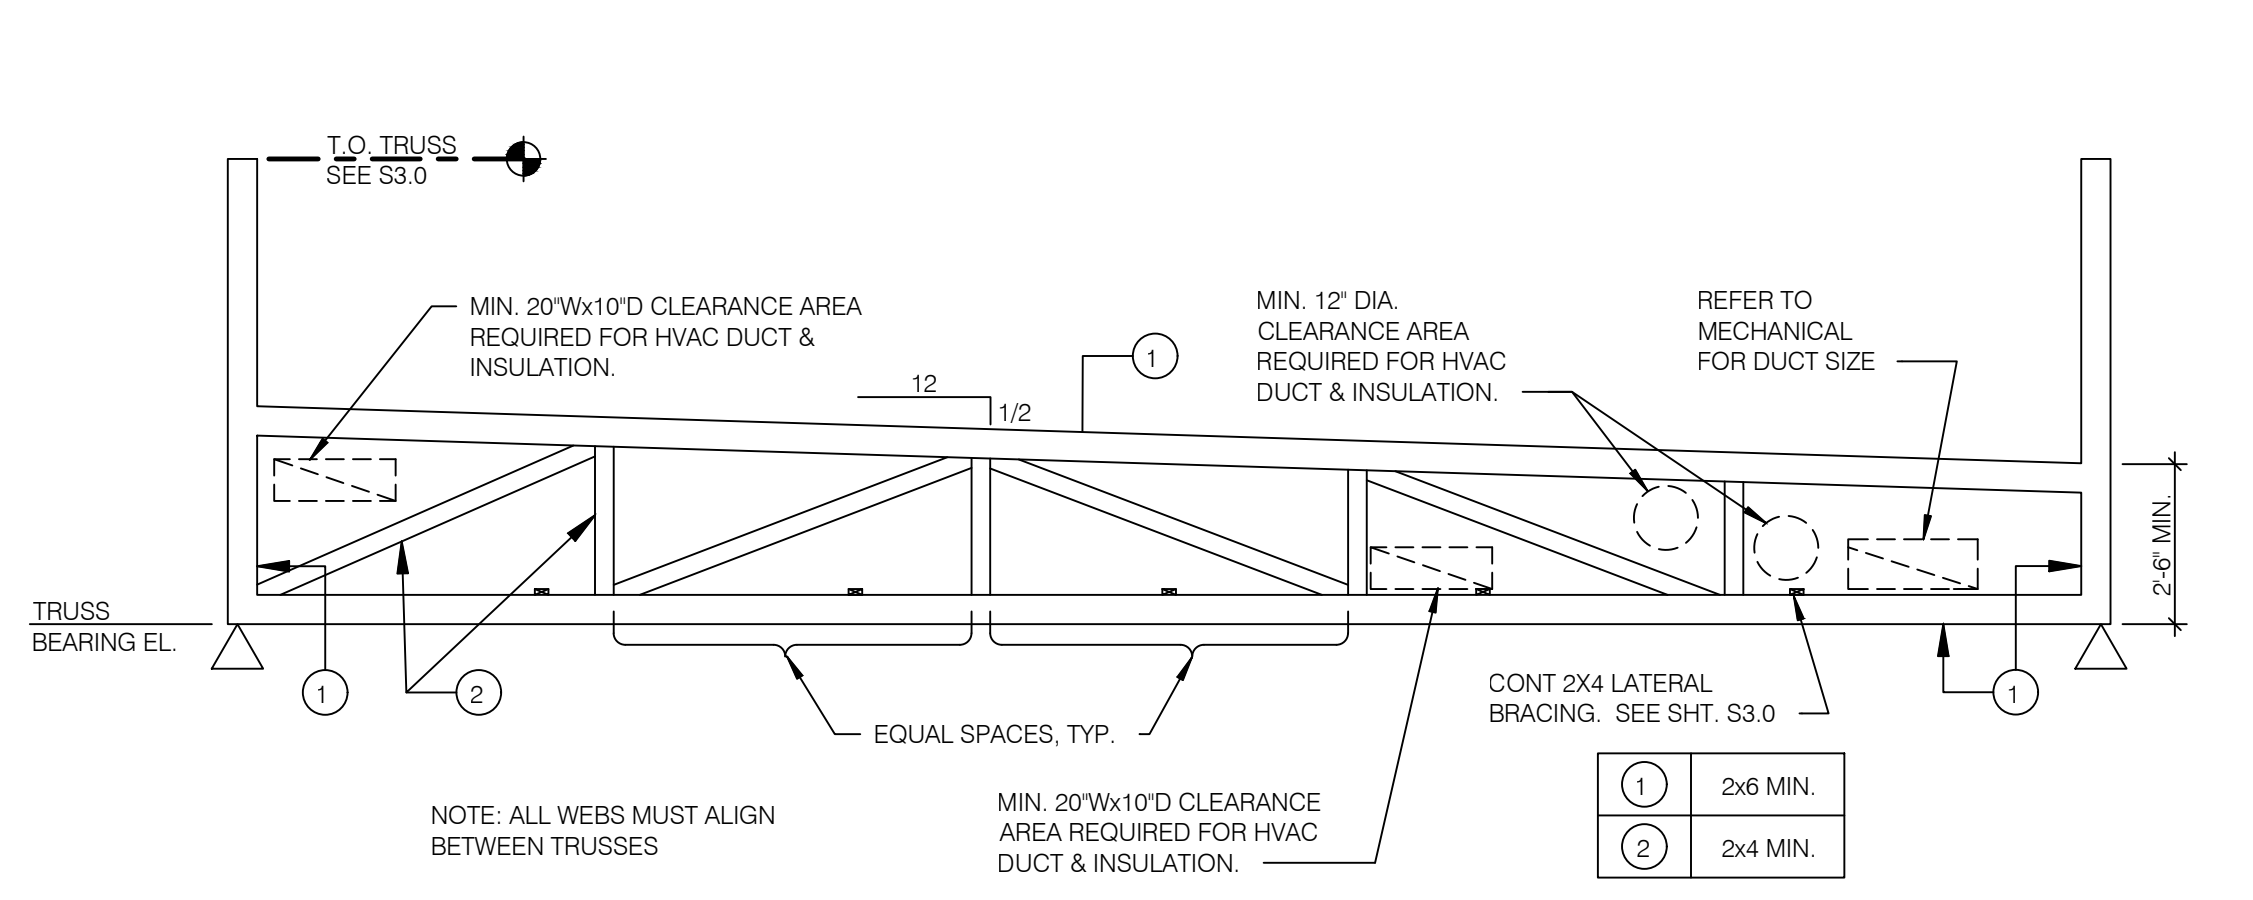 T.O. TRUSS
SEE S3.0
MIN. 20"Wx10"D CLEARANCE AREA
REQUIRED FOR HVAC DUCT &
INSULATION.
12
1/2
1
MIN. 12" DIA.
CLEARANCE AREA
REQUIRED FOR HVAC
DUCT & INSULATION.
REFER TO
MECHANICAL
FOR DUCT SIZE
2'-6" MIN.
TRUSS
BEARING EL.
1
2
EQUAL SPACES, TYP.
CONT 2X4 LATERAL
BRACING.  SEE SHT. S3.0
1
NOTE: ALL WEBS MUST ALIGN
BETWEEN TRUSSES
MIN. 20"Wx10"D CLEARANCE
AREA REQUIRED FOR HVAC
DUCT & INSULATION.
1 2x6 MIN.
2 2x4 MIN.